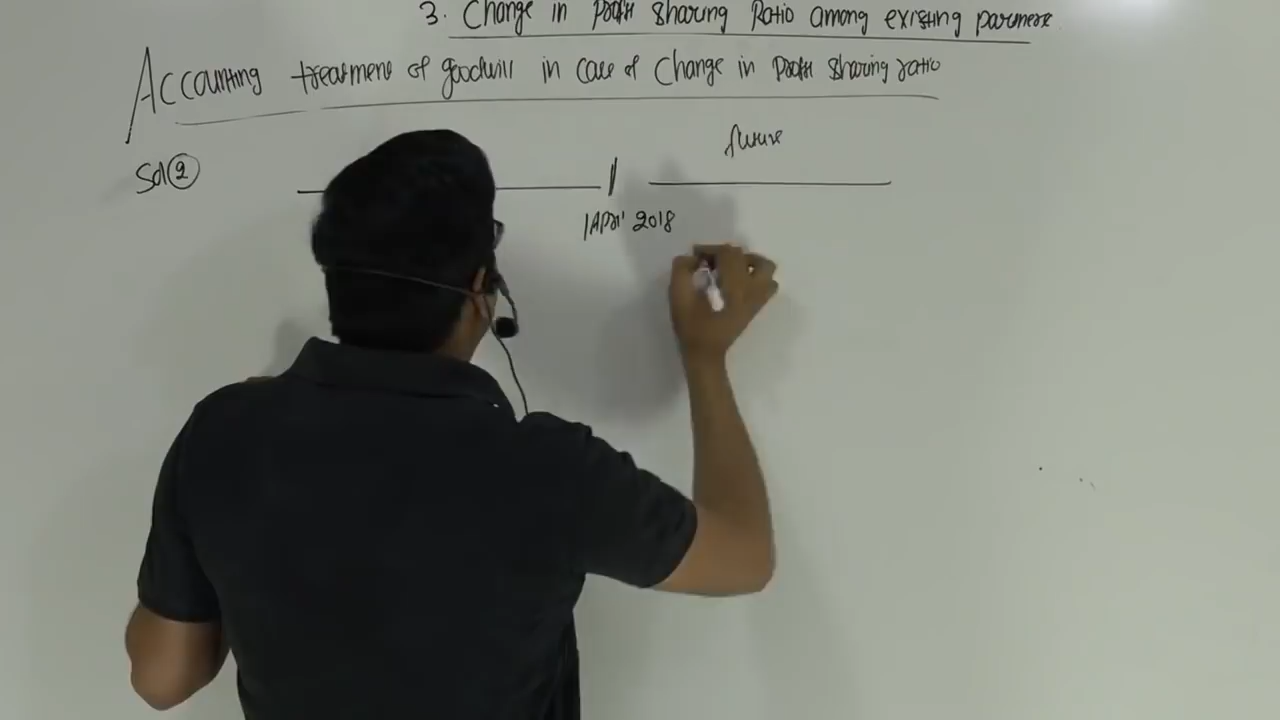 3. Change in Profit Sharing Ratio among existing partners
Accounting treatment of goodwill in case of Change in Profit sharing ratio
future
Sol 2
1 April 2018